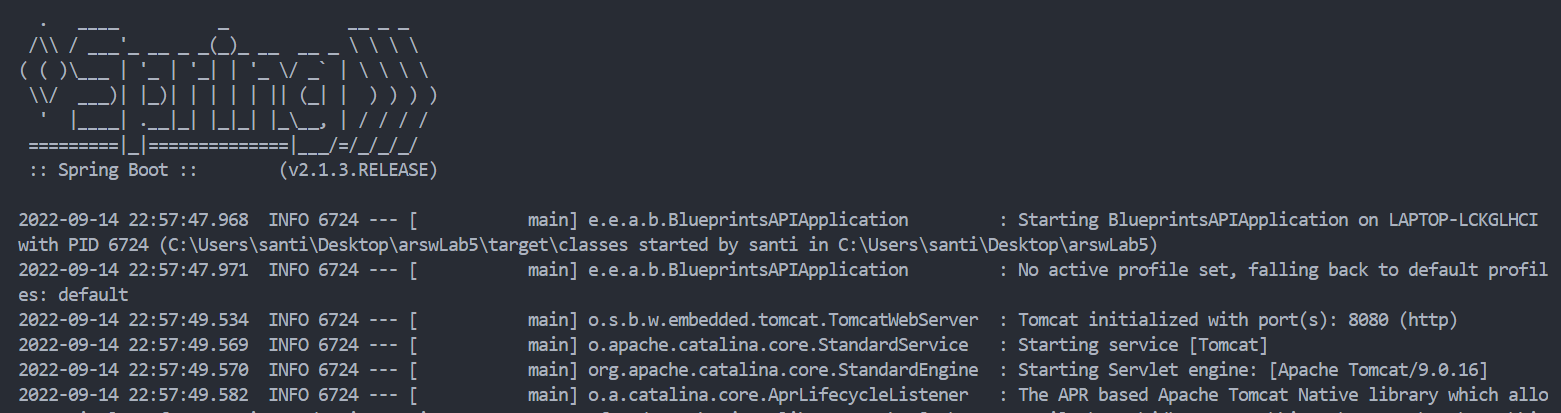 .   ____          _            __ _ _
 /\\ / ___'_ __ _ _(_)_ __  __ _ \ \ \ \
( ( )\___ | '_ | '_| | '_ \/ _` | \ \ \ \
 \\/  ___)| |_)| | | | | || (_| |  ) ) ) )
  '  |____| .__|_| |_|_| |_\__, | / / / /
 =========|_|==============|___/=/_/_/_/
 :: Spring Boot ::        (v2.1.3.RELEASE)
2022-09-14 22:57:47.968  INFO 6724 --- [           main] e.e.a.b.BlueprintsAPIApplication         : Starting BlueprintsAPIApplication on LAPTOP-LCKGLHCI
with PID 6724 (C:\Users\santi\Desktop\arswLab5\target\classes started by santi in C:\Users\santi\Desktop\arswLab5)
2022-09-14 22:57:47.971  INFO 6724 --- [           main] e.e.a.b.BlueprintsAPIApplication         : No active profile set, falling back to default profil
es: default
2022-09-14 22:57:49.534  INFO 6724 --- [           main] o.s.b.w.embedded.tomcat.TomcatWebServer  : Tomcat initialized with port(s): 8080 (http)
2022-09-14 22:57:49.569  INFO 6724 --- [           main] o.apache.catalina.core.StandardService   : Starting service [Tomcat]
2022-09-14 22:57:49.570  INFO 6724 --- [           main] org.apache.catalina.core.StandardEngine  : Starting Servlet engine: [Apache Tomcat/9.0.16]
2022-09-14 22:57:49.582  INFO 6724 --- [           main] o.a.catalina.core.AprLifecycleListener   : The APR based Apache Tomcat Native library which allo